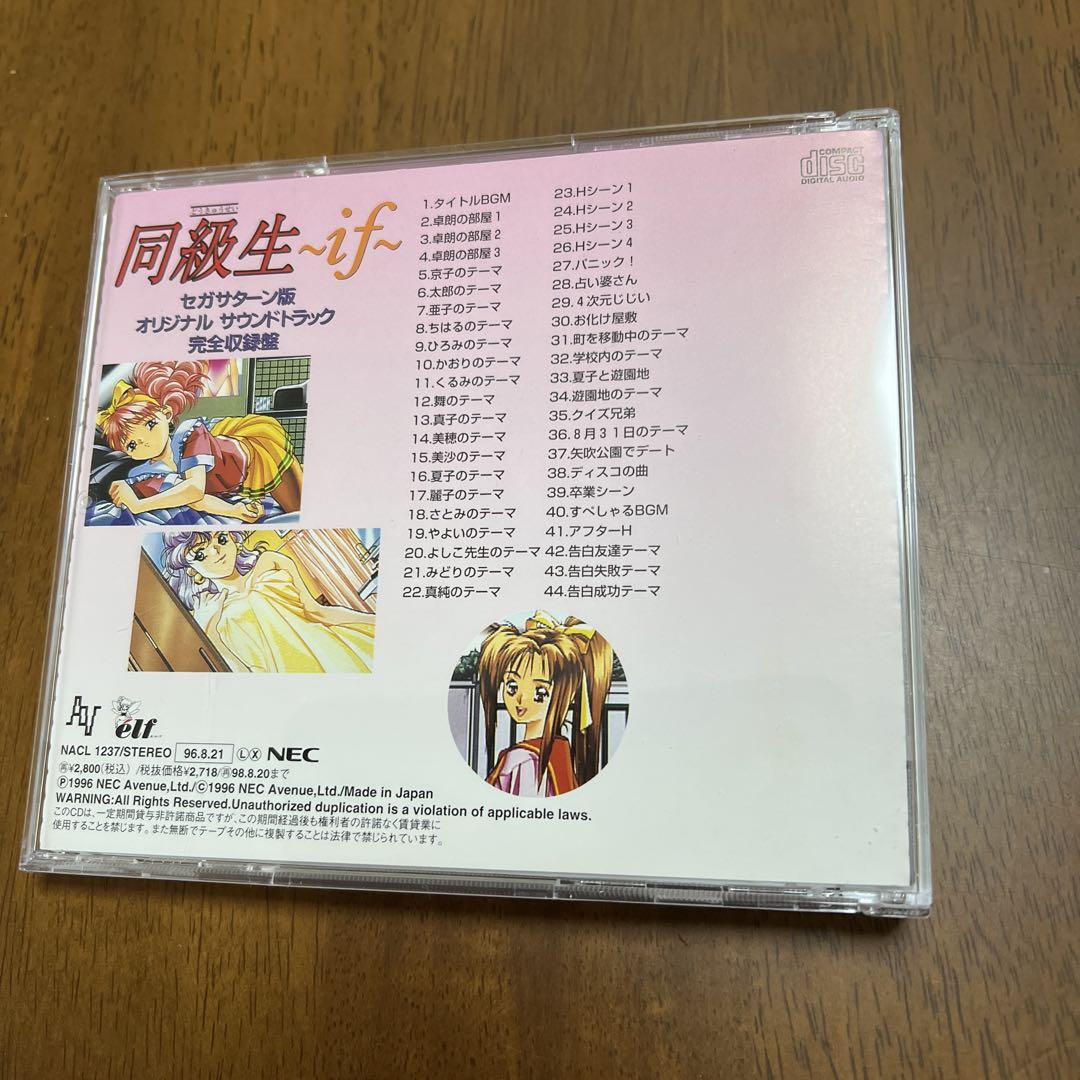 どうきゅうせい
同級生~if~
セガサターン版
オリジナル サウンドトラック
完全収録盤
1.タイトルBGM
2.卓朗の部屋1
3.卓朗の部屋2
4.卓朗の部屋3
5.京子のテーマ
6.太郎のテーマ
7.亜子のテーマ
8.ちはるのテーマ
9.ひろみのテーマ
10.かおりのテーマ
11.くるみのテーマ
12.舞のテーマ
13.真子のテーマ
14.美穂のテーマ
15.美沙のテーマ
16.夏子のテーマ
17.麗子のテーマ
18.さとみのテーマ
19.やよいのテーマ
20.よしこ先生のテーマ
21.みどりのテーマ
22.真純のテーマ
23.Hシーン1
24.Hシーン2
25.Hシーン3
26.Hシーン4
27.パニック!
28.占い婆さん
29.4次元じじい
30.お化け屋敷
31.町を移動中のテーマ
32.学校内のテーマ
33.夏子と遊園地
34.遊園地のテーマ
35.クイズ兄弟
36.8月31日のテーマ
37.矢吹公園でデート
38.ディスコの曲
39.卒業シーン
40.すぺしゃるBGM
41.アフターH
42.告白友達テーマ
43.告白失敗テーマ
44.告白成功テーマ
COMPACT
disc
DIGITAL AUDIO
AV
élf
NACL 1237/STEREO 96.8.21 Ⓛ Ⓧ NEC
㊢¥2,800(税込)/税抜価格¥2,718/㊢98.8.20まで
℗1996 NEC Avenue,Ltd./©1996 NEC Avenue,Ltd./Made in Japan
WARNING:All Rights Reserved.Unauthorized duplication is a violation of applicable laws.
このCDは、一定期間貸与非許諾商品ですが、この期間経過後も権利者の許諾なく賃貸業に
使用することを禁じます。また無断でテープその他に複製することは法律で禁じられています。